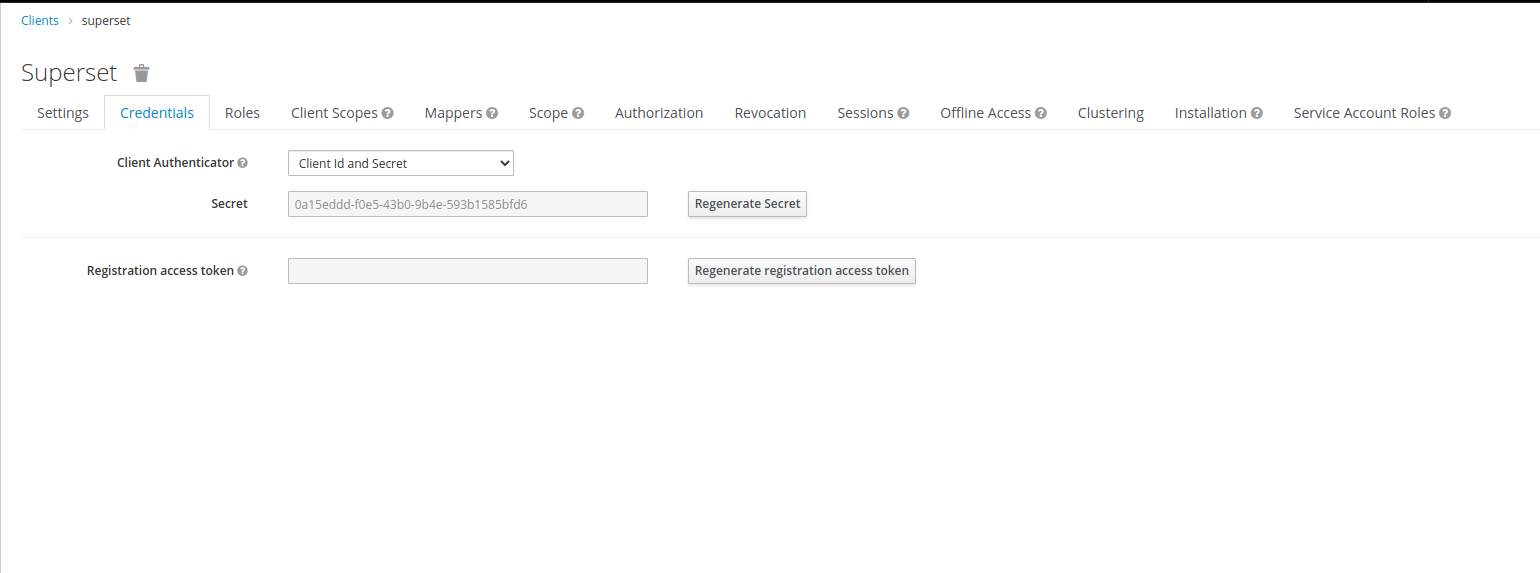 Clients › superset
Superset
Settings Credentials Roles Client Scopes Mappers Scope Authorization Revocation Sessions Offline Access Clustering Installation Service Account Roles
Client Authenticator Client Id and Secret
Secret 0a15eddd-f0e5-43b0-9b4e-593b1585bfd6 Regenerate Secret
Registration access token Regenerate registration access token